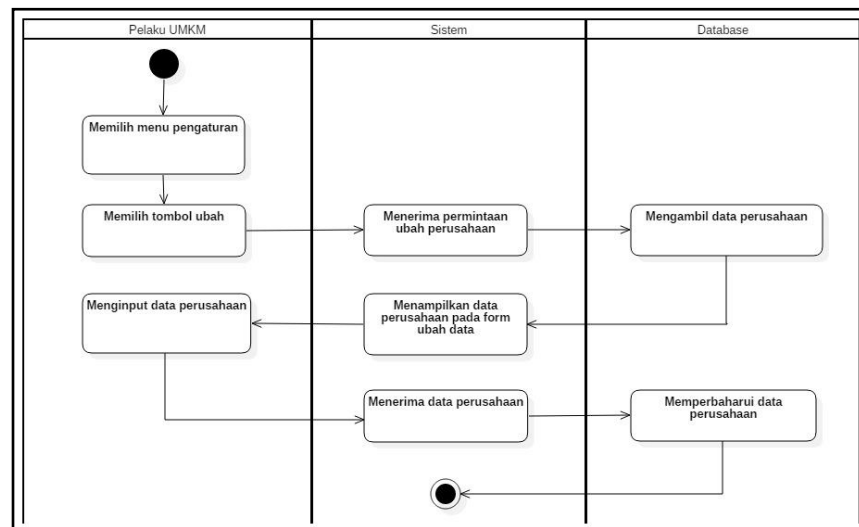 Pelaku UMKM
Sistem
Database
Memilih menu pengaturan
Memilih tombol ubah
Menerima permintaan
ubah perusahaan
Mengambil data perusahaan
Menginput data perusahaan
Menampilkan data
perusahaan pada form
ubah data
Menerima data perusahaan
Memperbaharui data
perusahaan